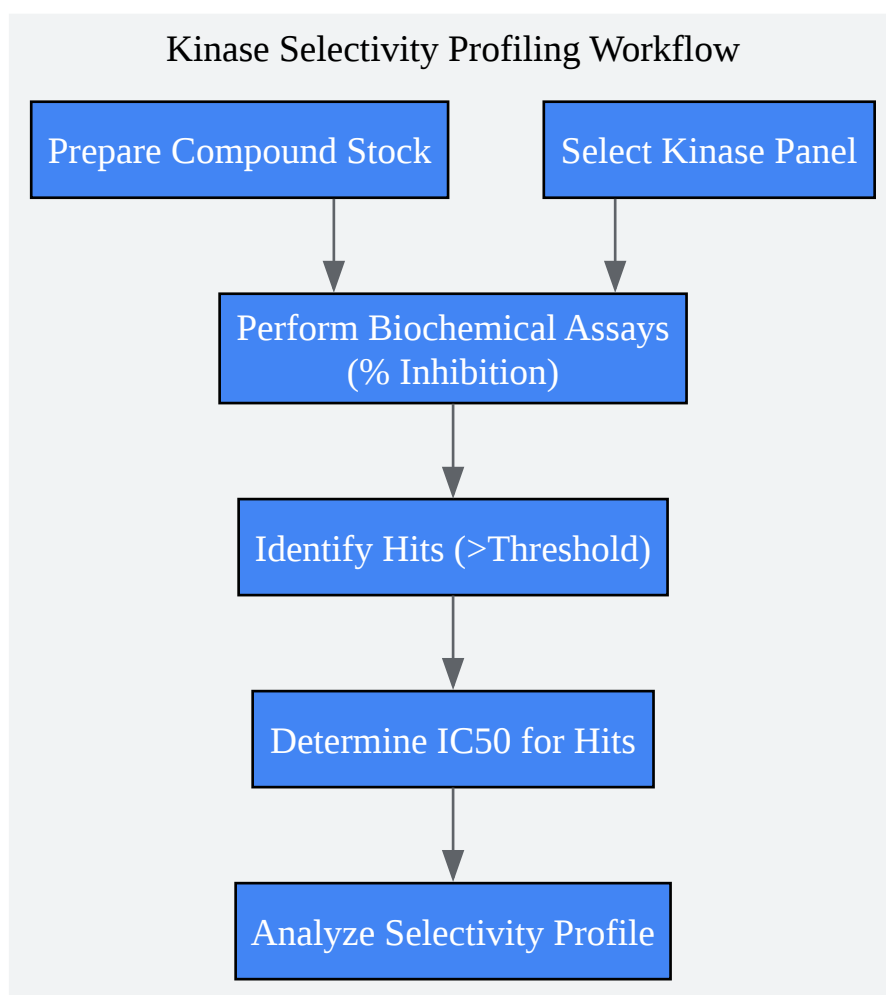 Kinase Selectivity Profiling Workflow
Prepare Compound Stock
Select Kinase Panel
Perform Biochemical Assays
(% Inhibition)
Identify Hits (>Threshold)
Determine IC50 for Hits
Analyze Selectivity Profile